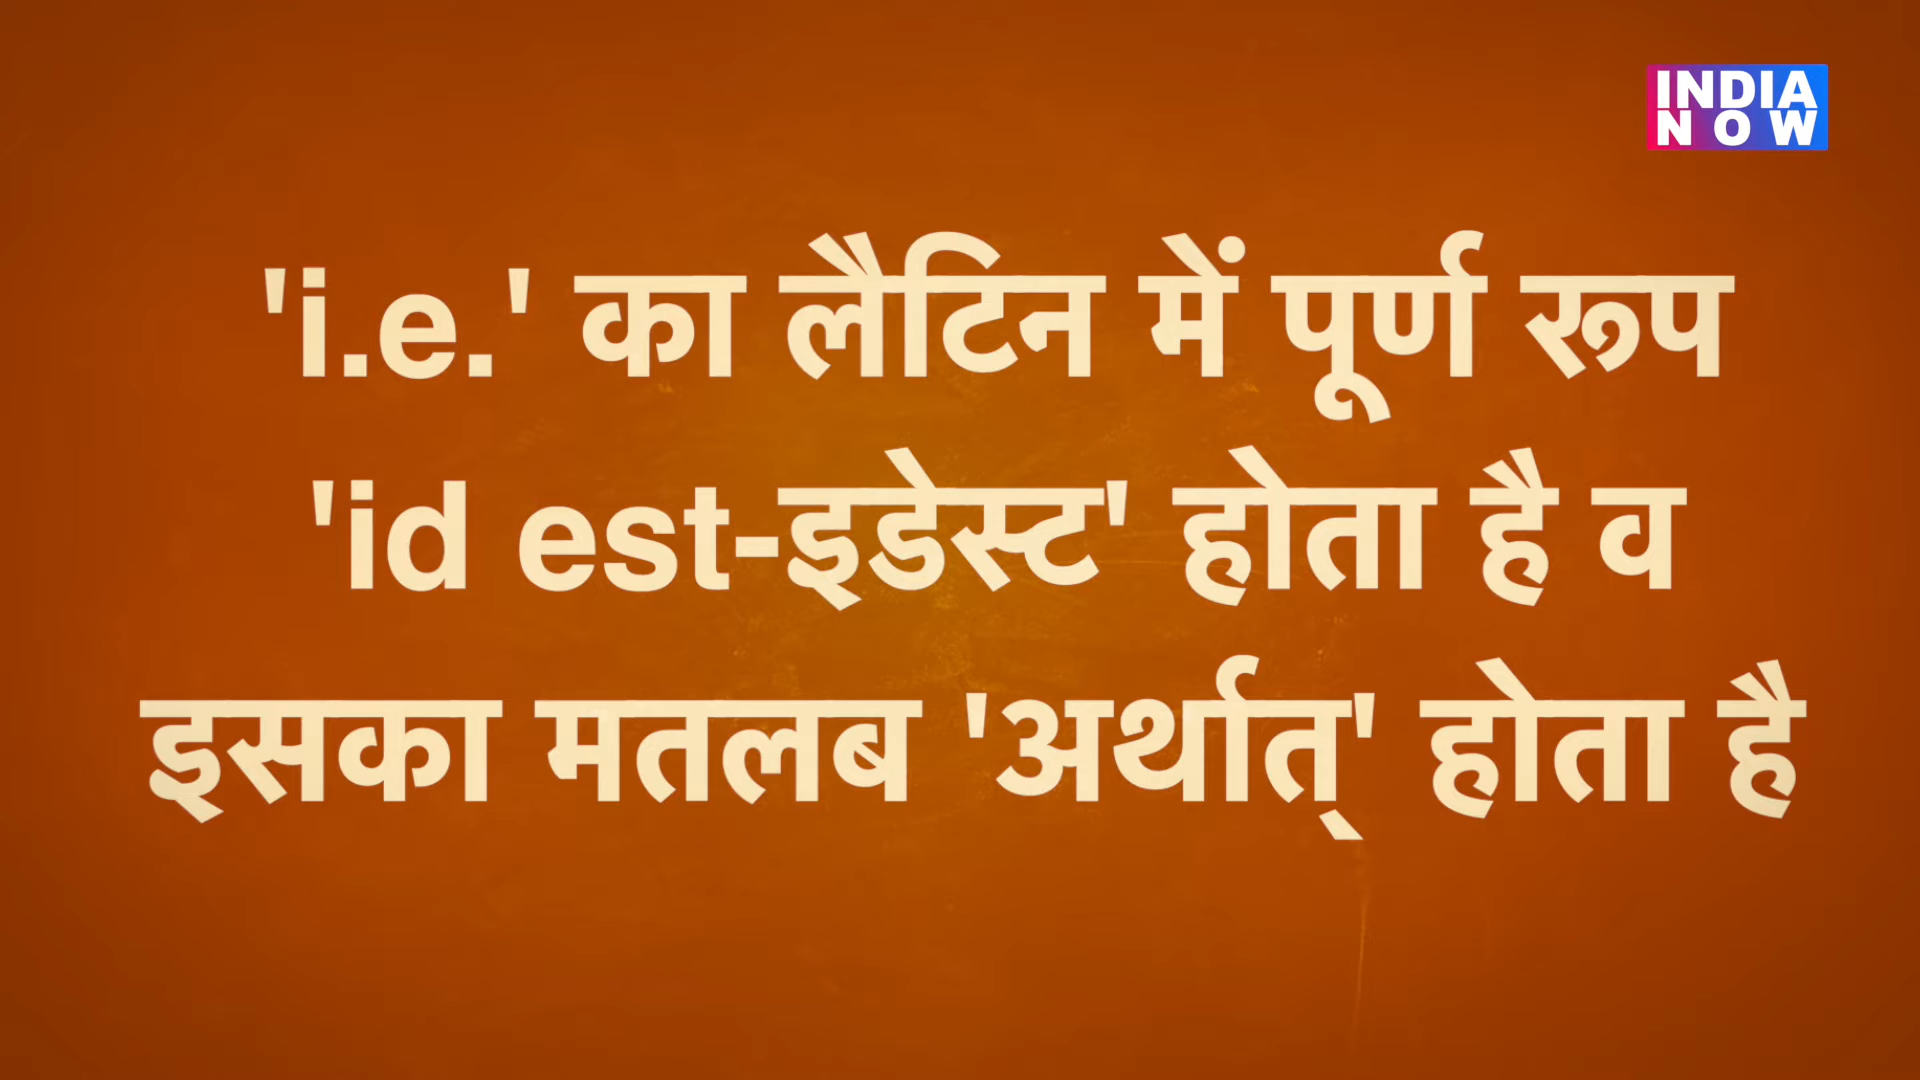 INDIA
NOW
'i.e.' का लैटिन में पूर्ण रूप
'id est-इडेस्ट' होता है व
इसका मतलब 'अर्थात्' होता है